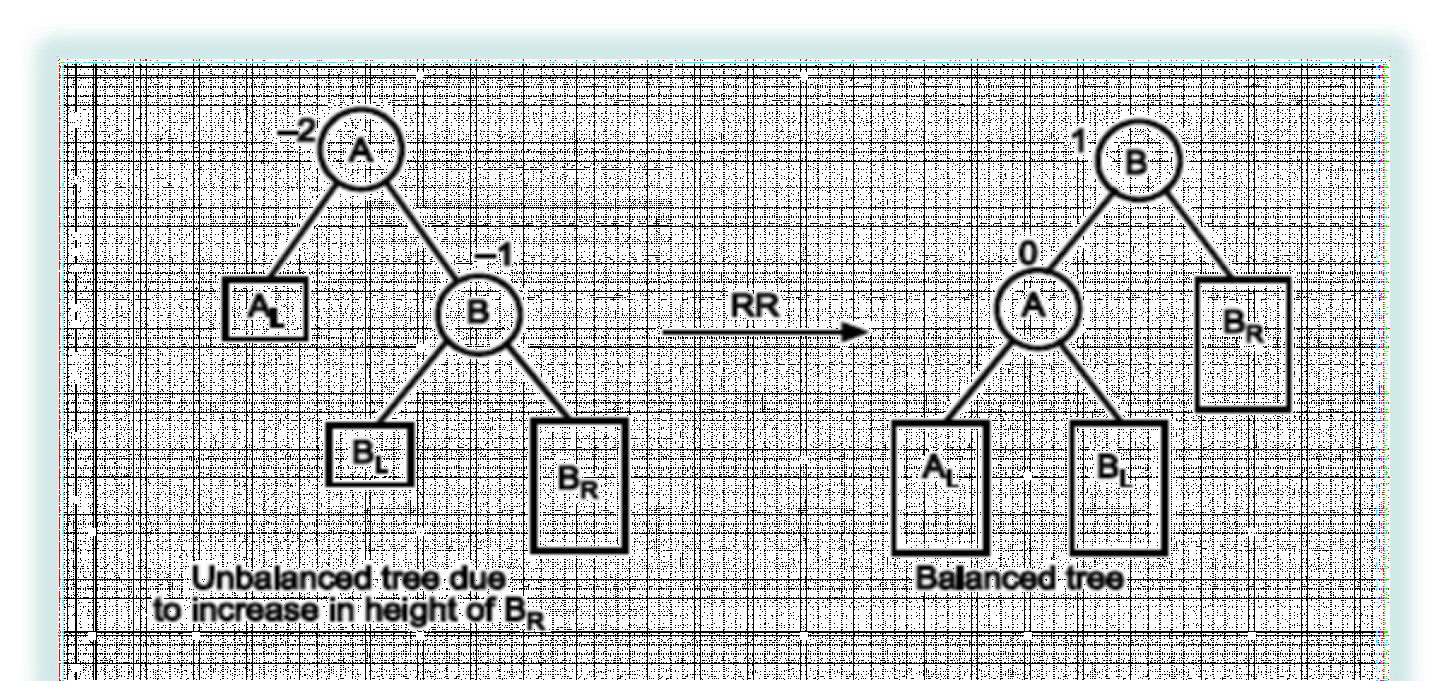 –2
A
–1
A_L
B
B_L
B_R
Unbalanced tree due
to increase in height of B_R
RR
1
B
0
A
B_R
A_L
B_L
Balanced tree